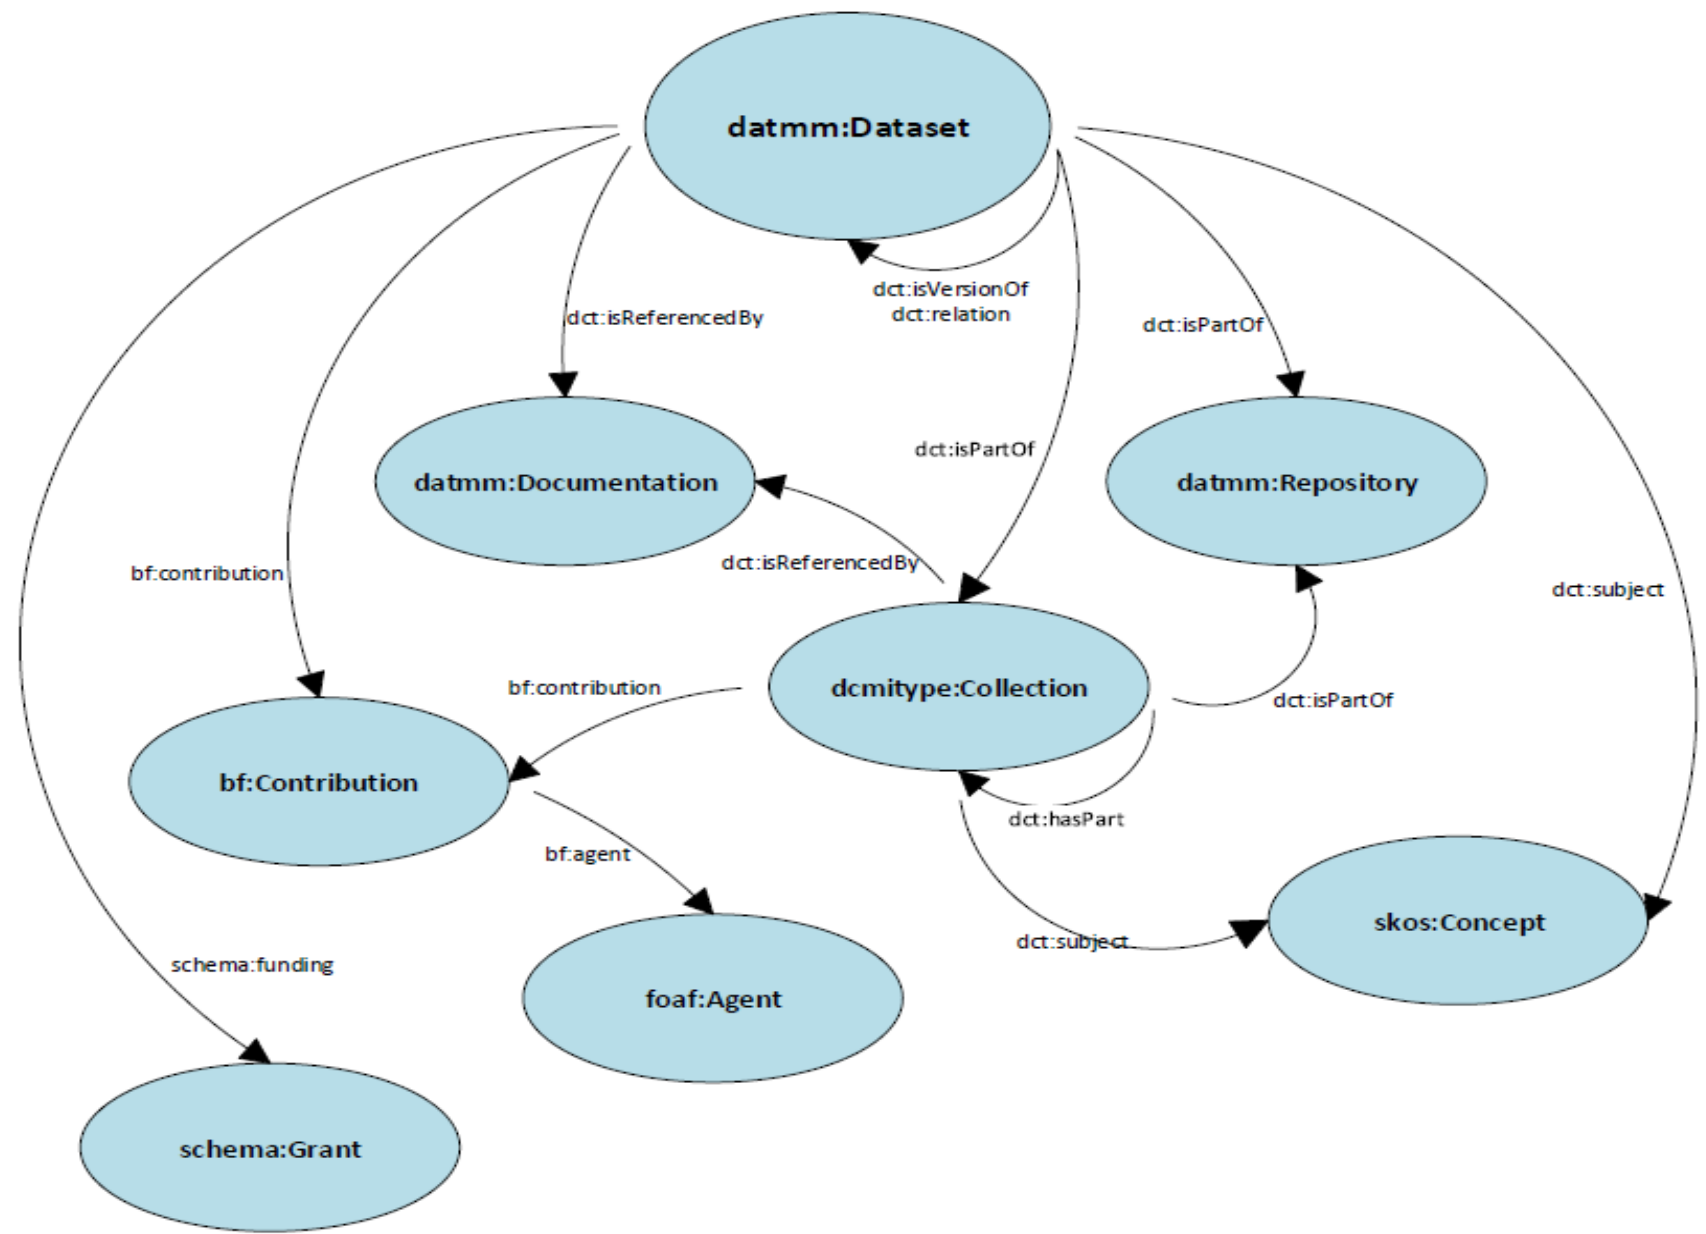 datmm:Dataset
dct:isVersionOf
dct:relation
dct:isReferencedBy
dct:isPartOf
dct:isPartOf
datmm:Documentation
datmm:Repository
dct:isReferencedBy
bf:contribution
dct:subject
bf:contribution
dcmitype:Collection
dct:isPartOf
bf:Contribution
dct:hasPart
bf:agent
skos:Concept
dct:subject
schema:funding
foaf:Agent
schema:Grant